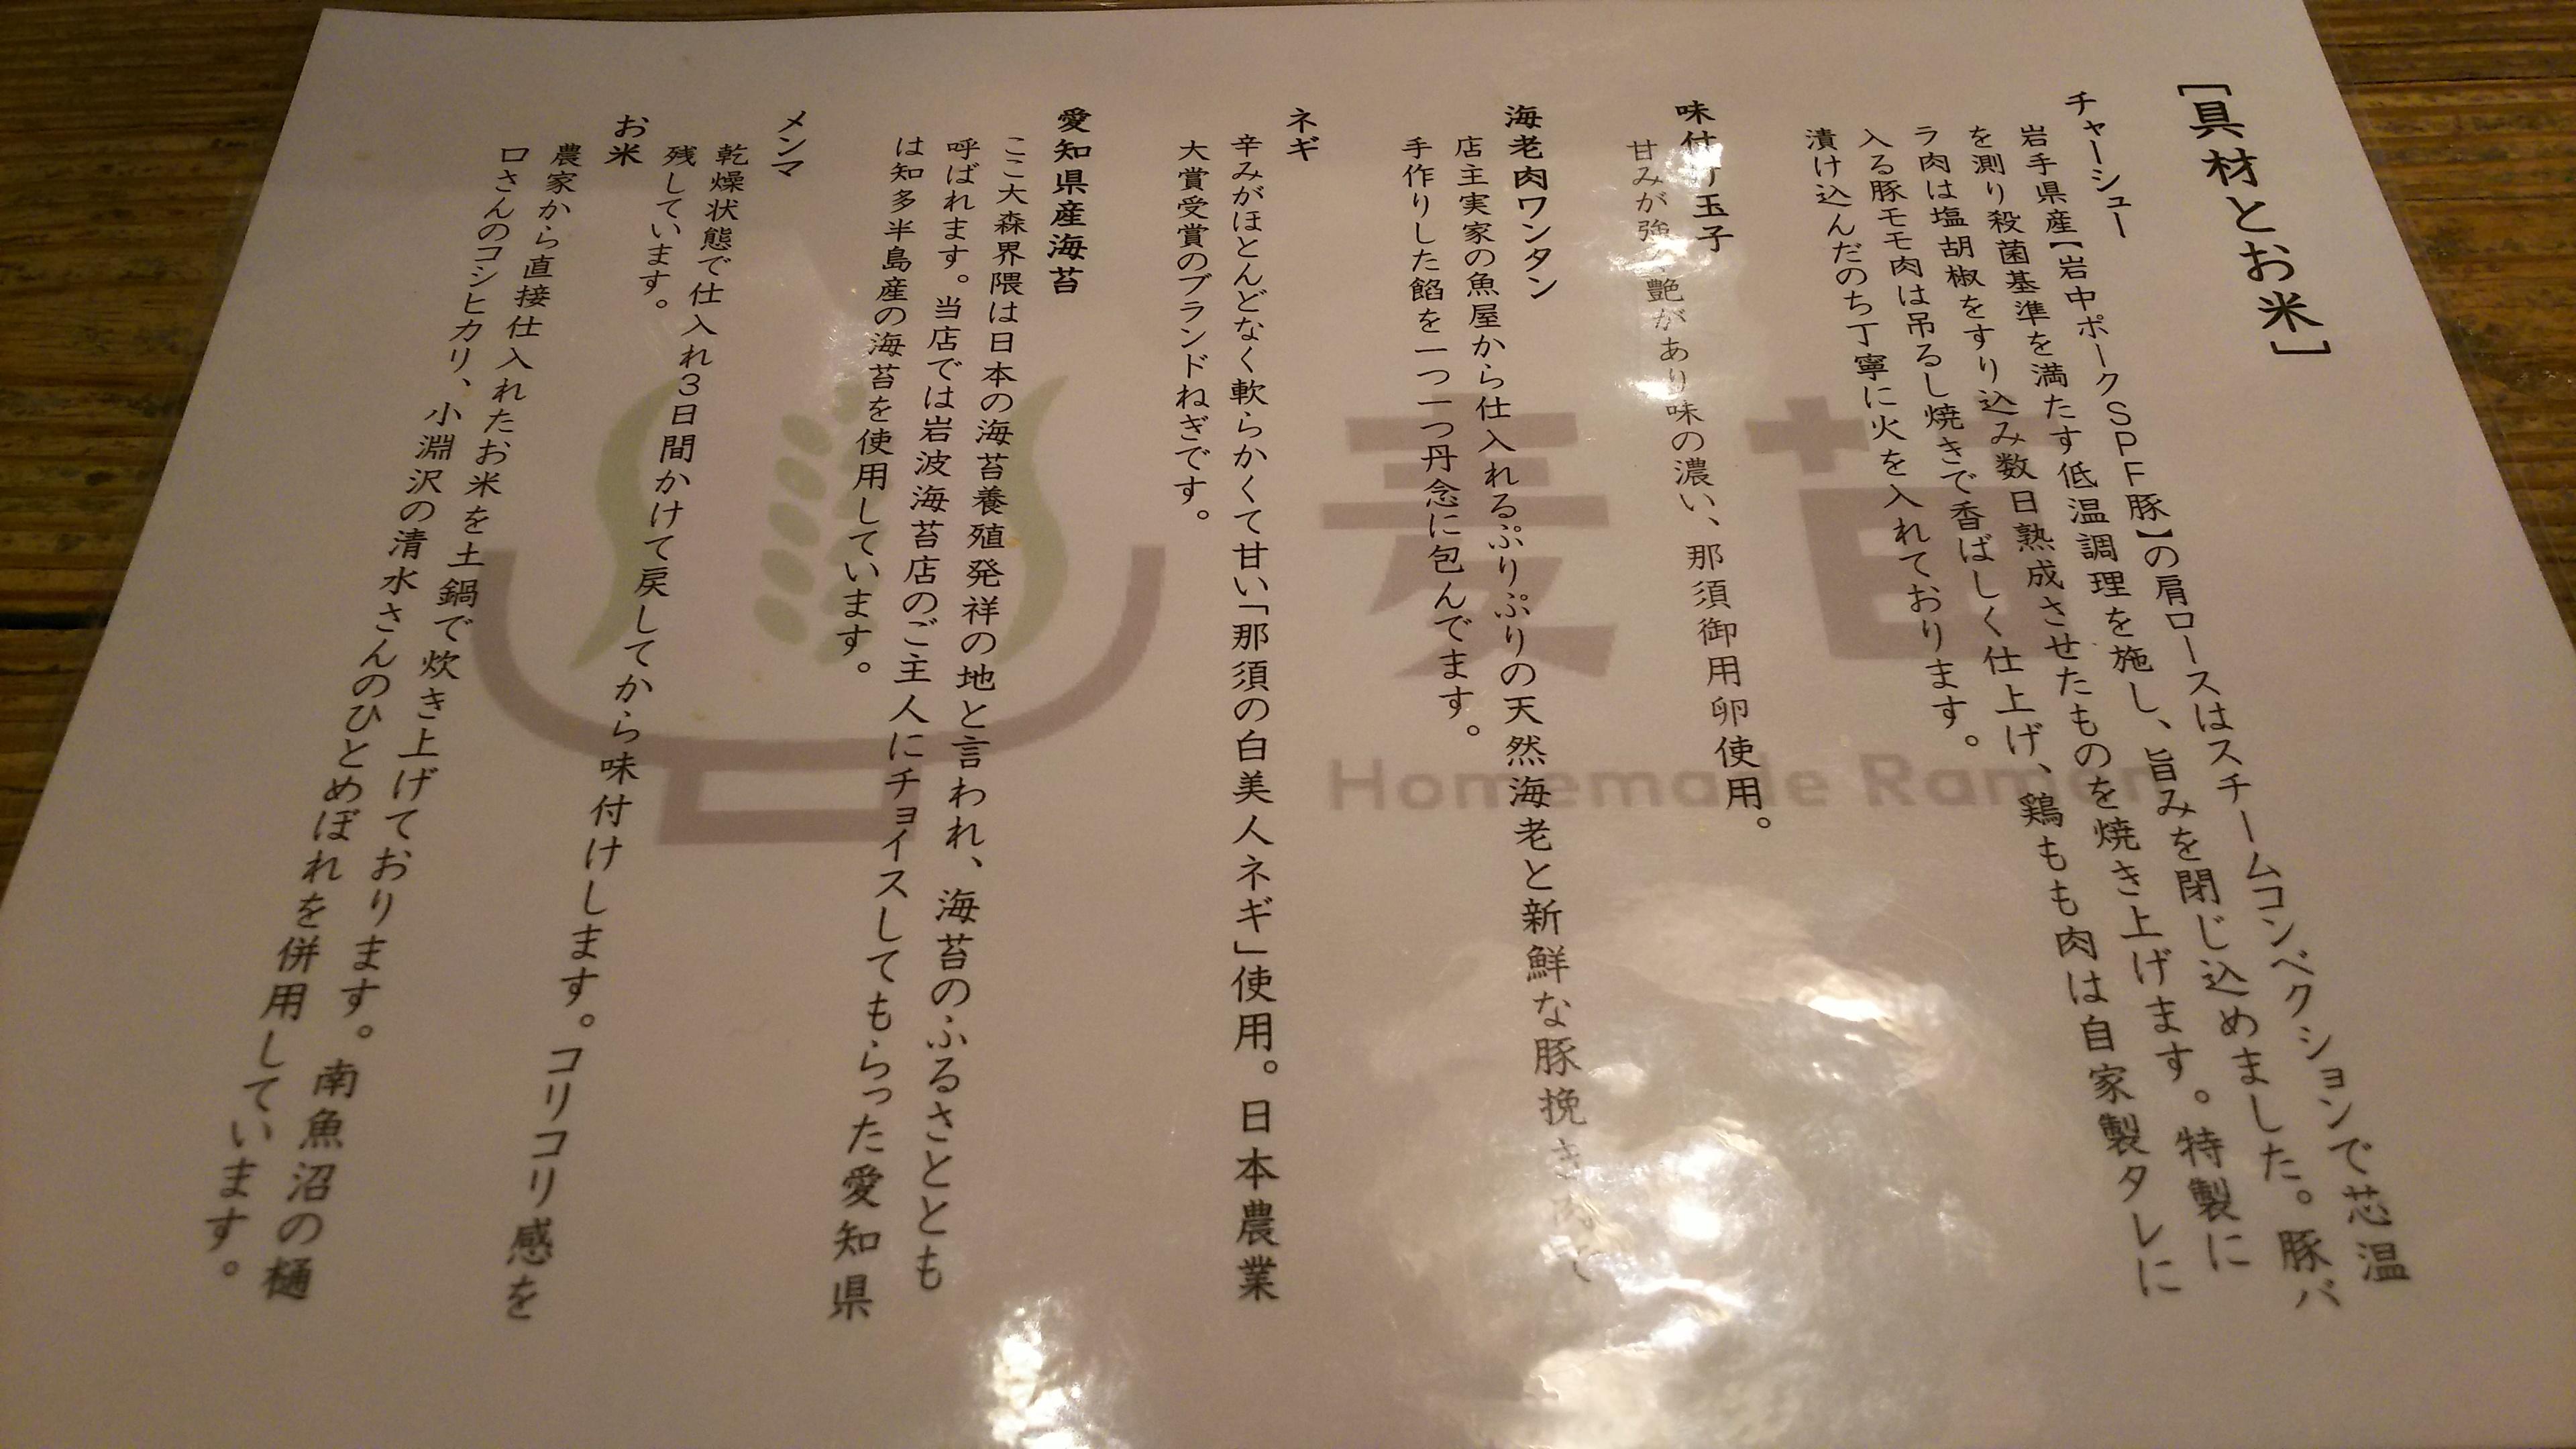 ［具材とお米］
チャーシュー
岩手県産【岩中ポークＳＰＦ豚】の肩ロースはスチームコンベクションで芯温
を測り殺菌基準を満たす低温調理を施し、旨みを閉じ込めました。豚バ
ラ肉は塩胡椒をすり込み数日熟成させたものを焼き上げます。特製に
入る豚モモ肉は吊るし焼きで香ばしく仕上げ、鶏もも肉は自家製タレに
漬け込んだのち丁寧に火を入れております。
味付け玉子
甘みが強く艶があり味の濃い、那須御用卵使用。
海老肉ワンタン
店主実家の魚屋から仕入れるぷりぷりの天然海老と新鮮な豚挽き肉で
手作りした餡を一つ一つ丹念に包んでます。
ネギ
辛みがほとんどなく軟らかくて甘い「那須の白美人ネギ」使用。日本農業
大賞受賞のブランドねぎです。
愛知県産海苔
ここ大森界隈は日本の海苔養殖発祥の地と言われ、海苔のふるさととも
呼ばれます。当店では岩波海苔店のご主人にチョイスしてもらった愛知県
は知多半島産の海苔を使用しています。
メンマ
乾燥状態で仕入れ３日間かけて戻してから味付けします。コリコリ感を
残しています。
お米
農家から直接仕入れたお米を土鍋で炊き上げております。南魚沼の樋
口さんのコシヒカリ、小淵沢の清水さんのひとめぼれを併用しています。
麦苗
Homemade Ramen